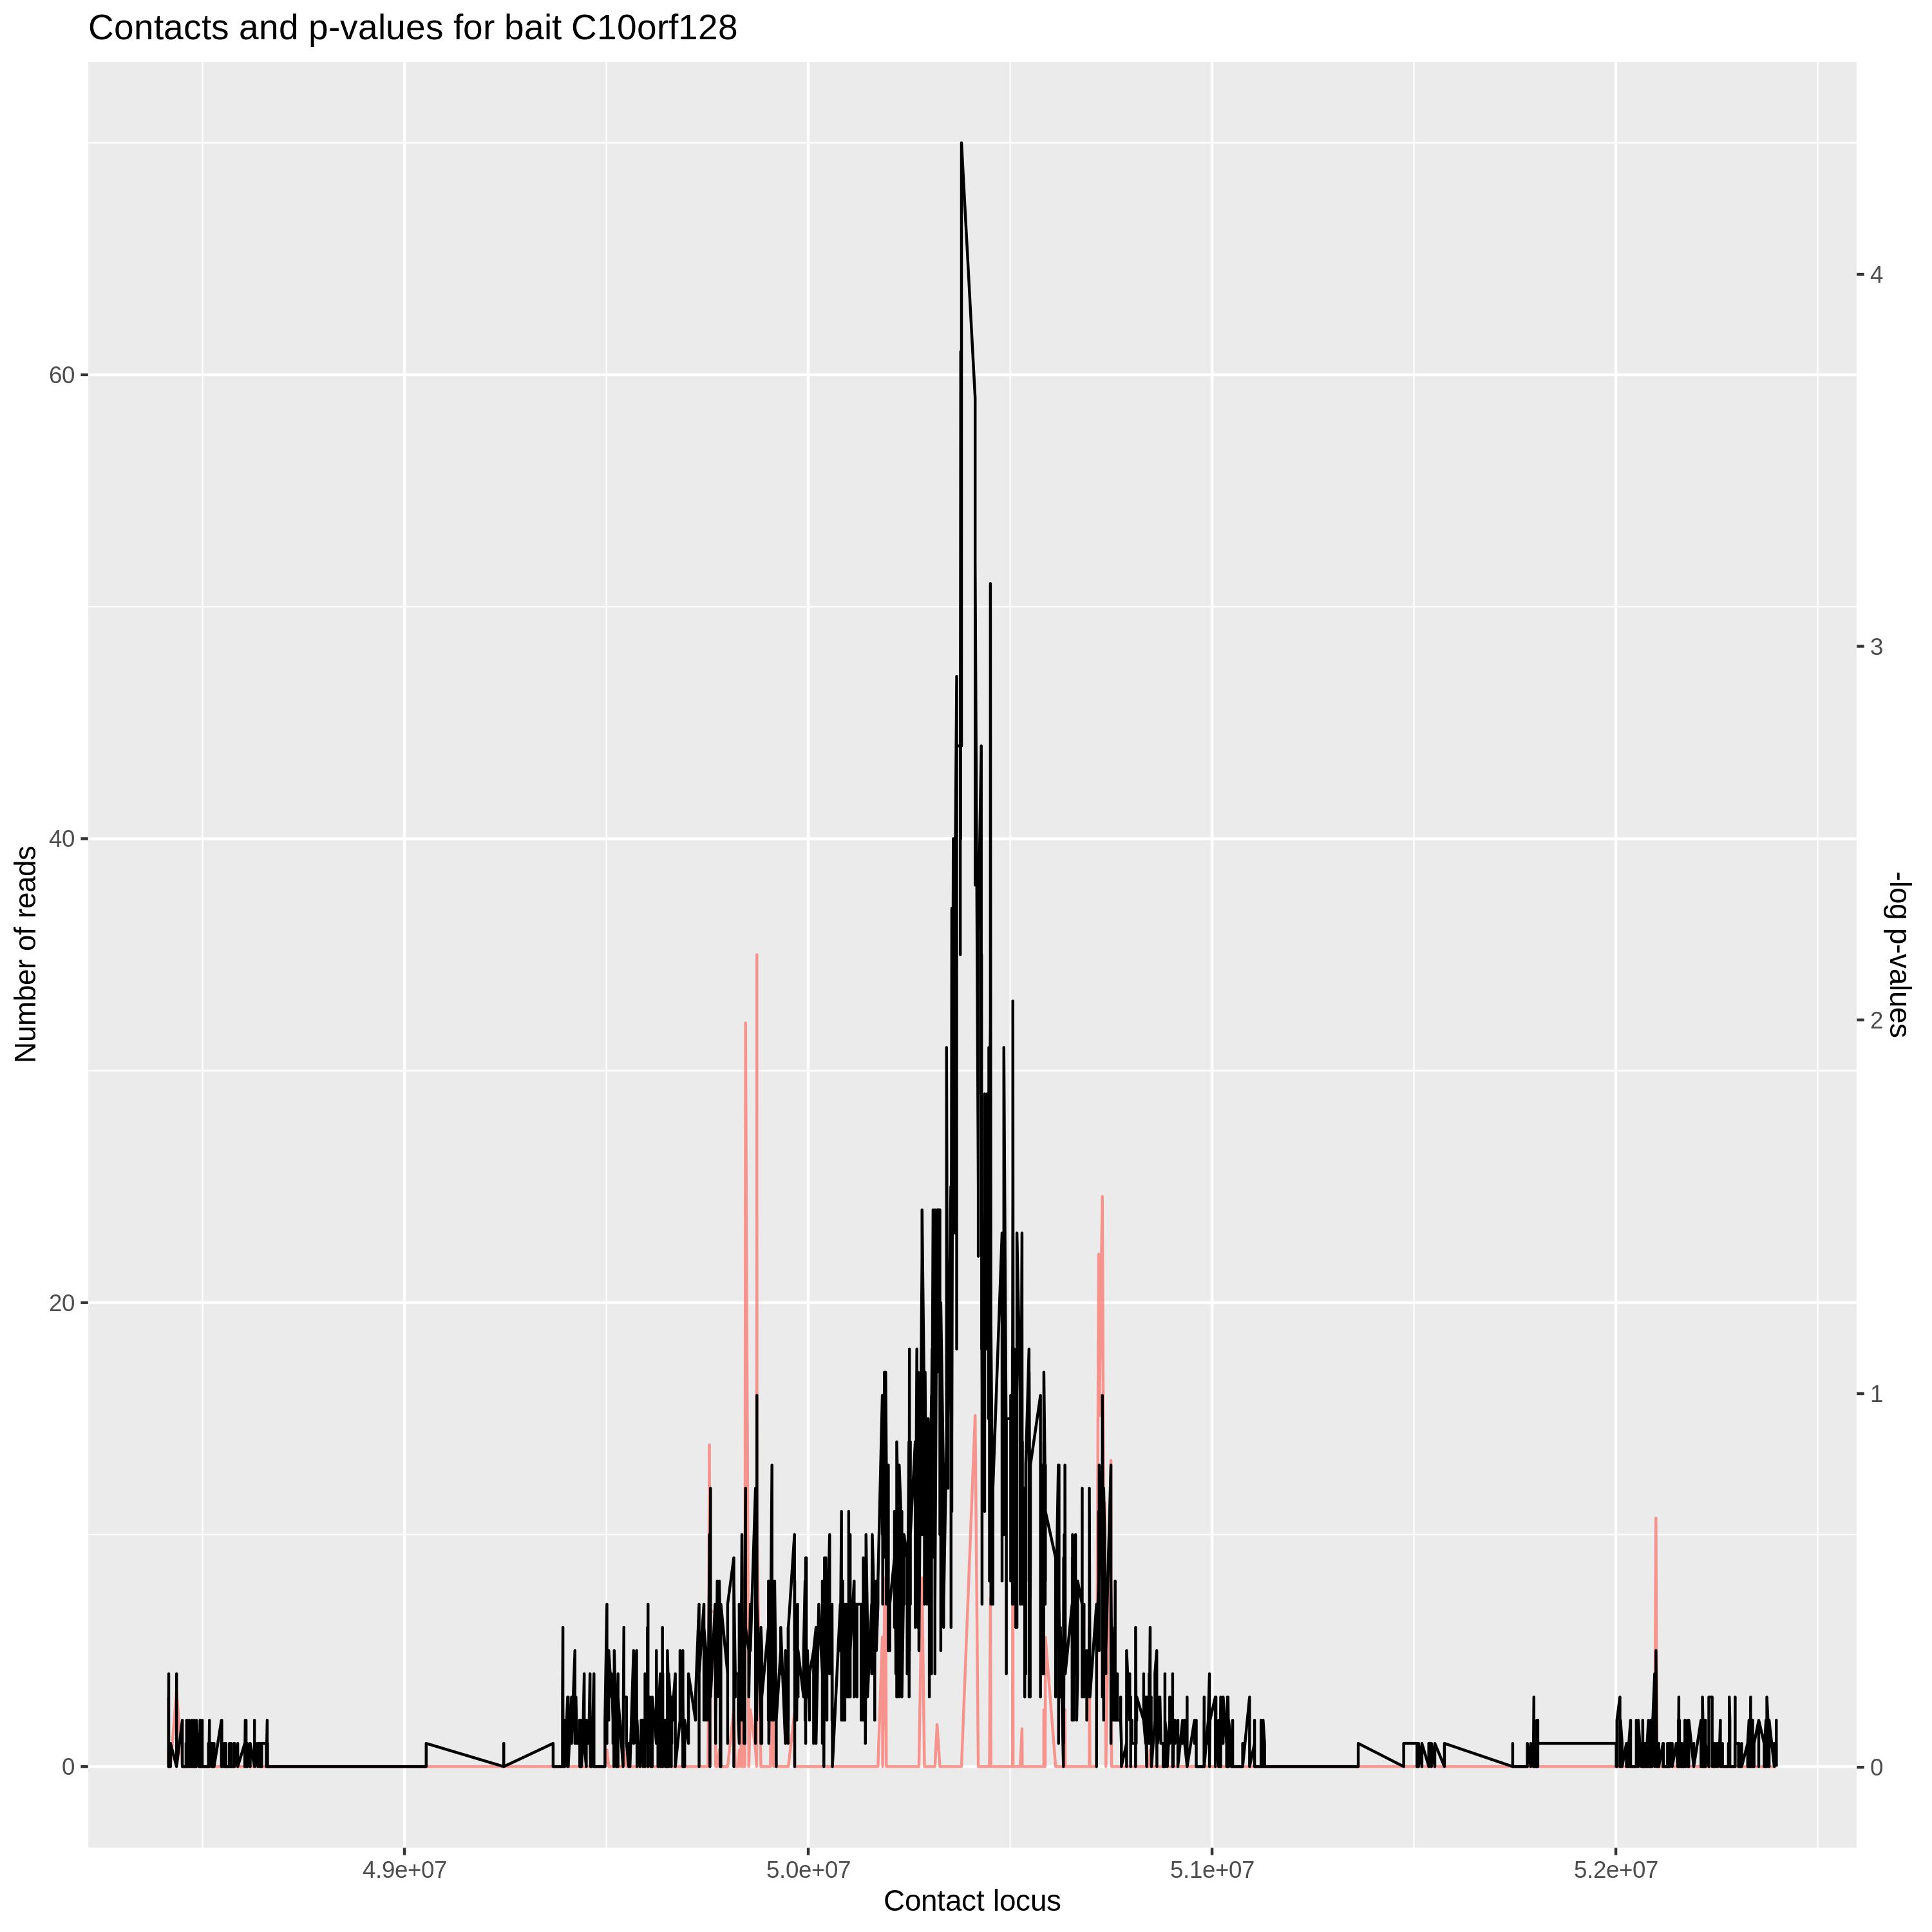 Contacts and p-values for bait C10orf128
Number of reads
60
40
20
0
4
3
2
1
0
-log p-values
4.9e+07
5.0e+07
5.1e+07
5.2e+07
Contact locus